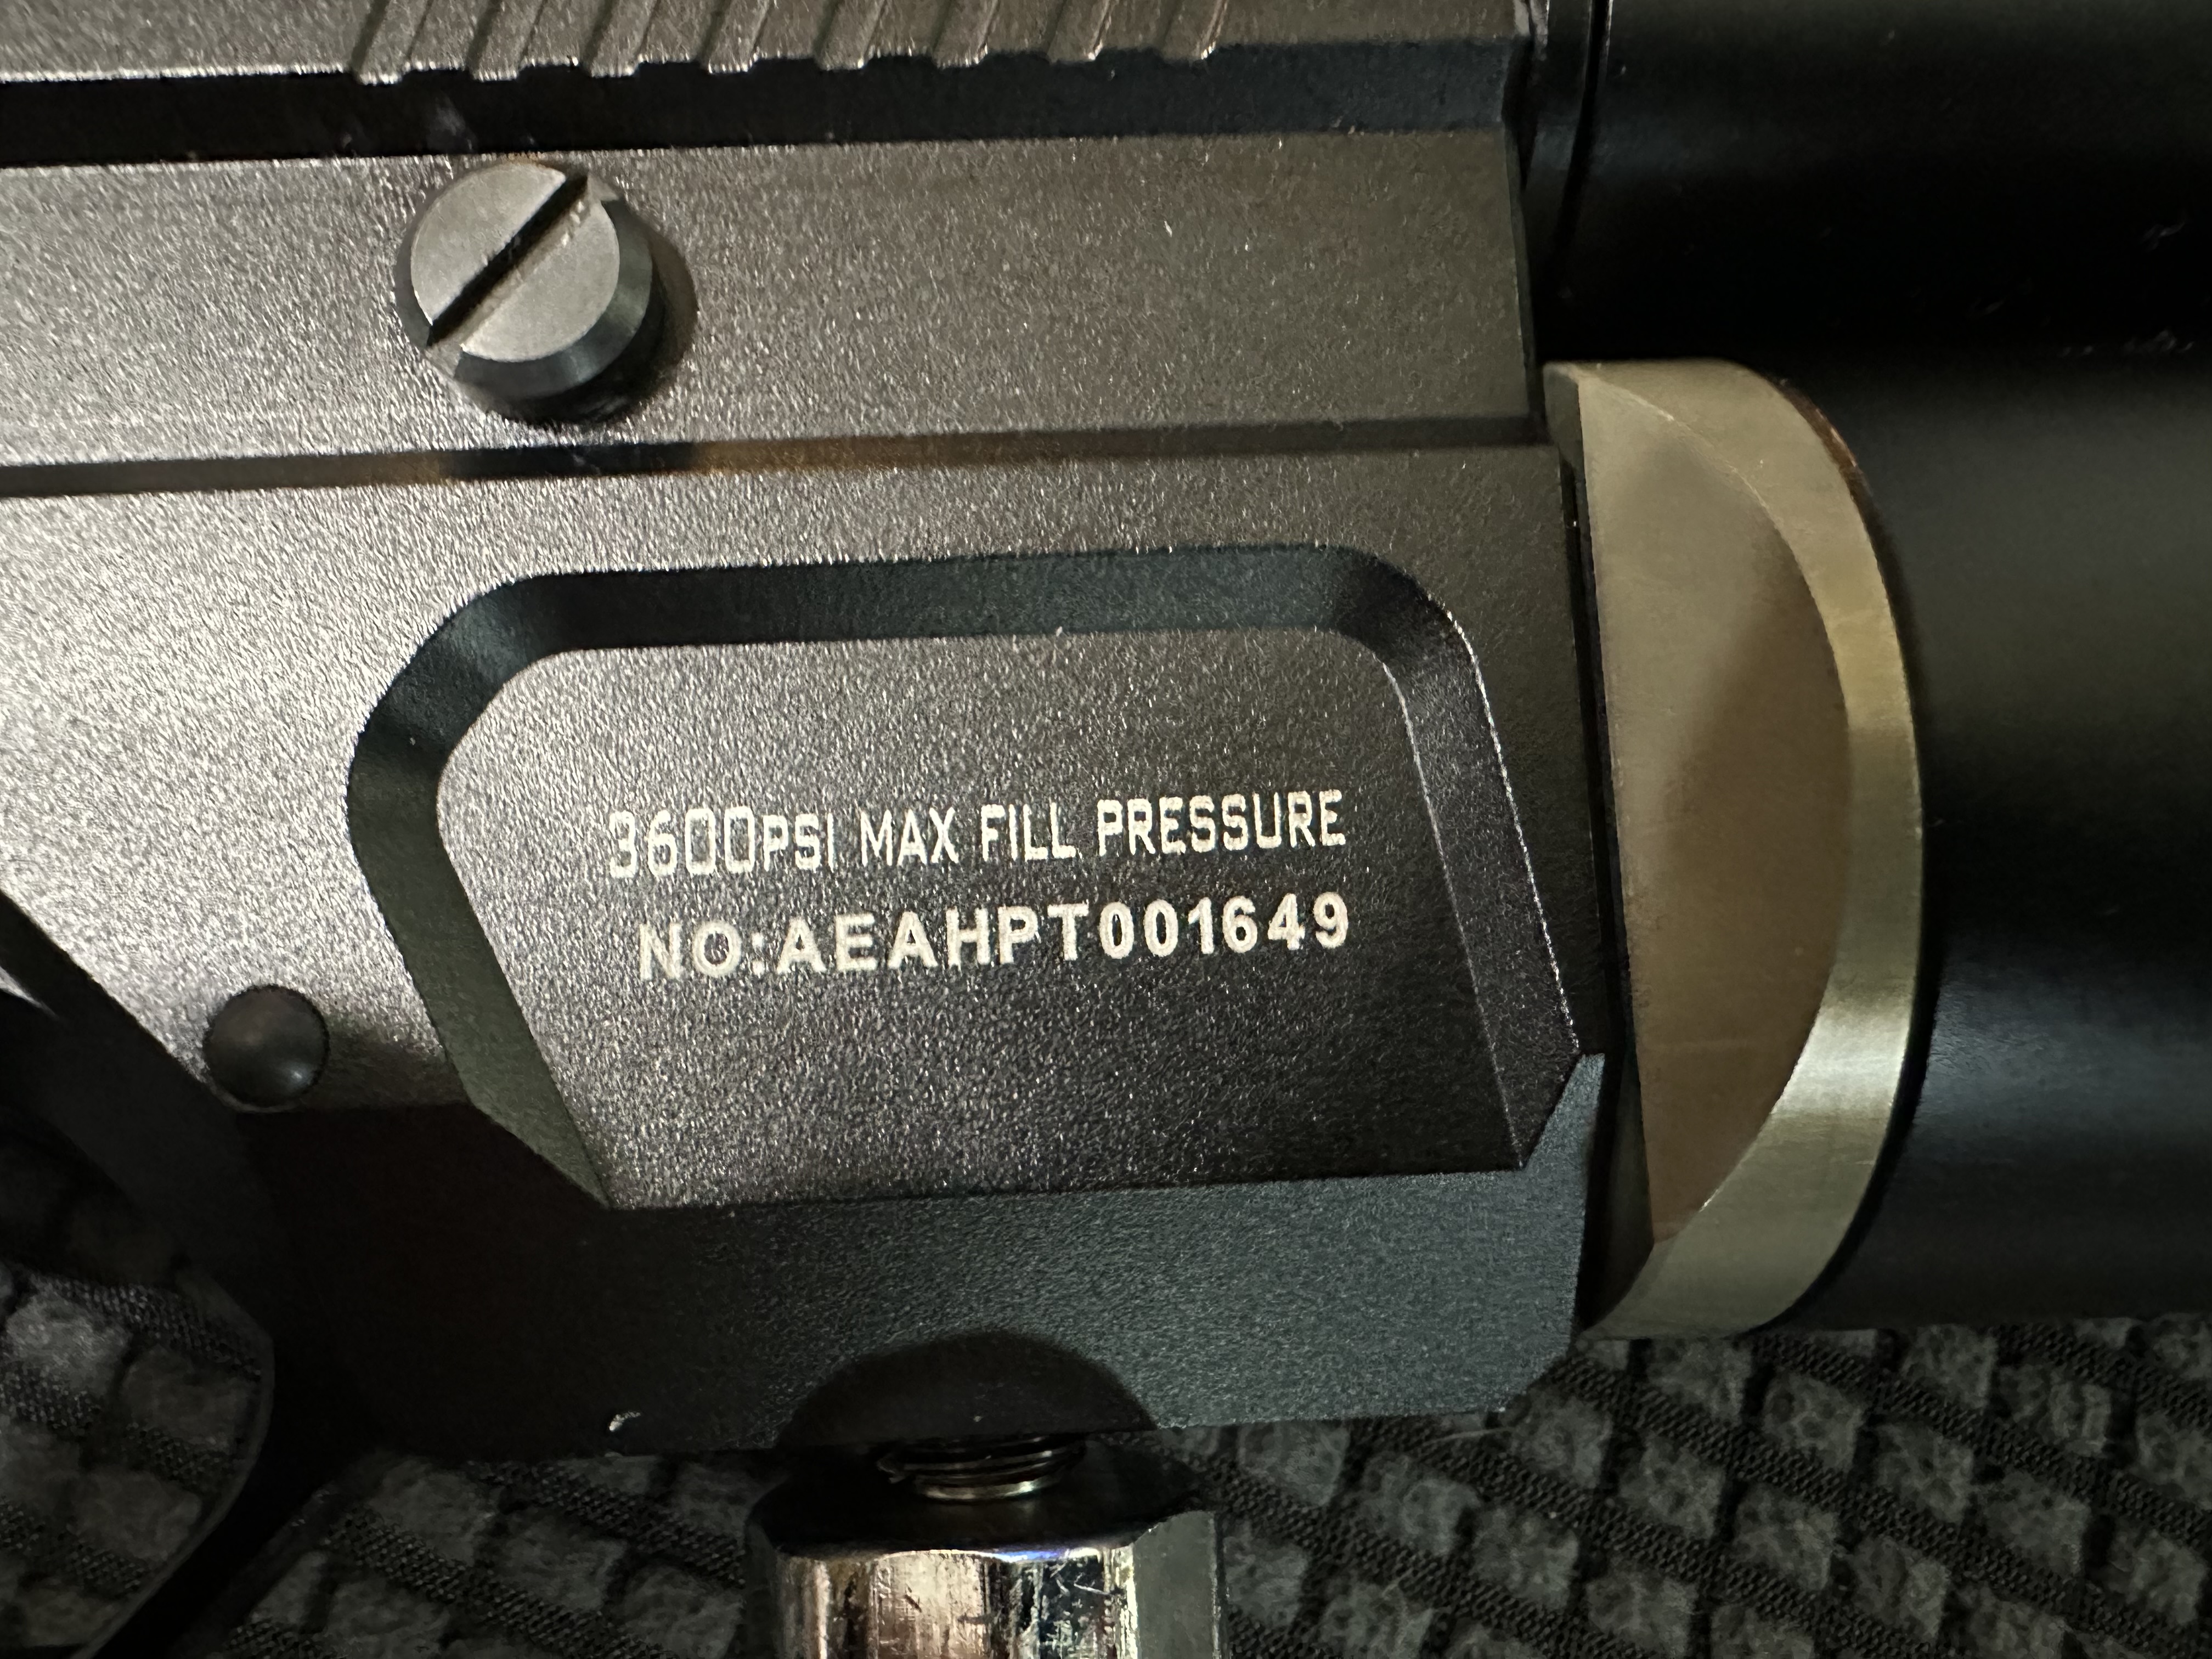 3600PSI MAX FILL PRESSURE
NO:AEAHPT001649